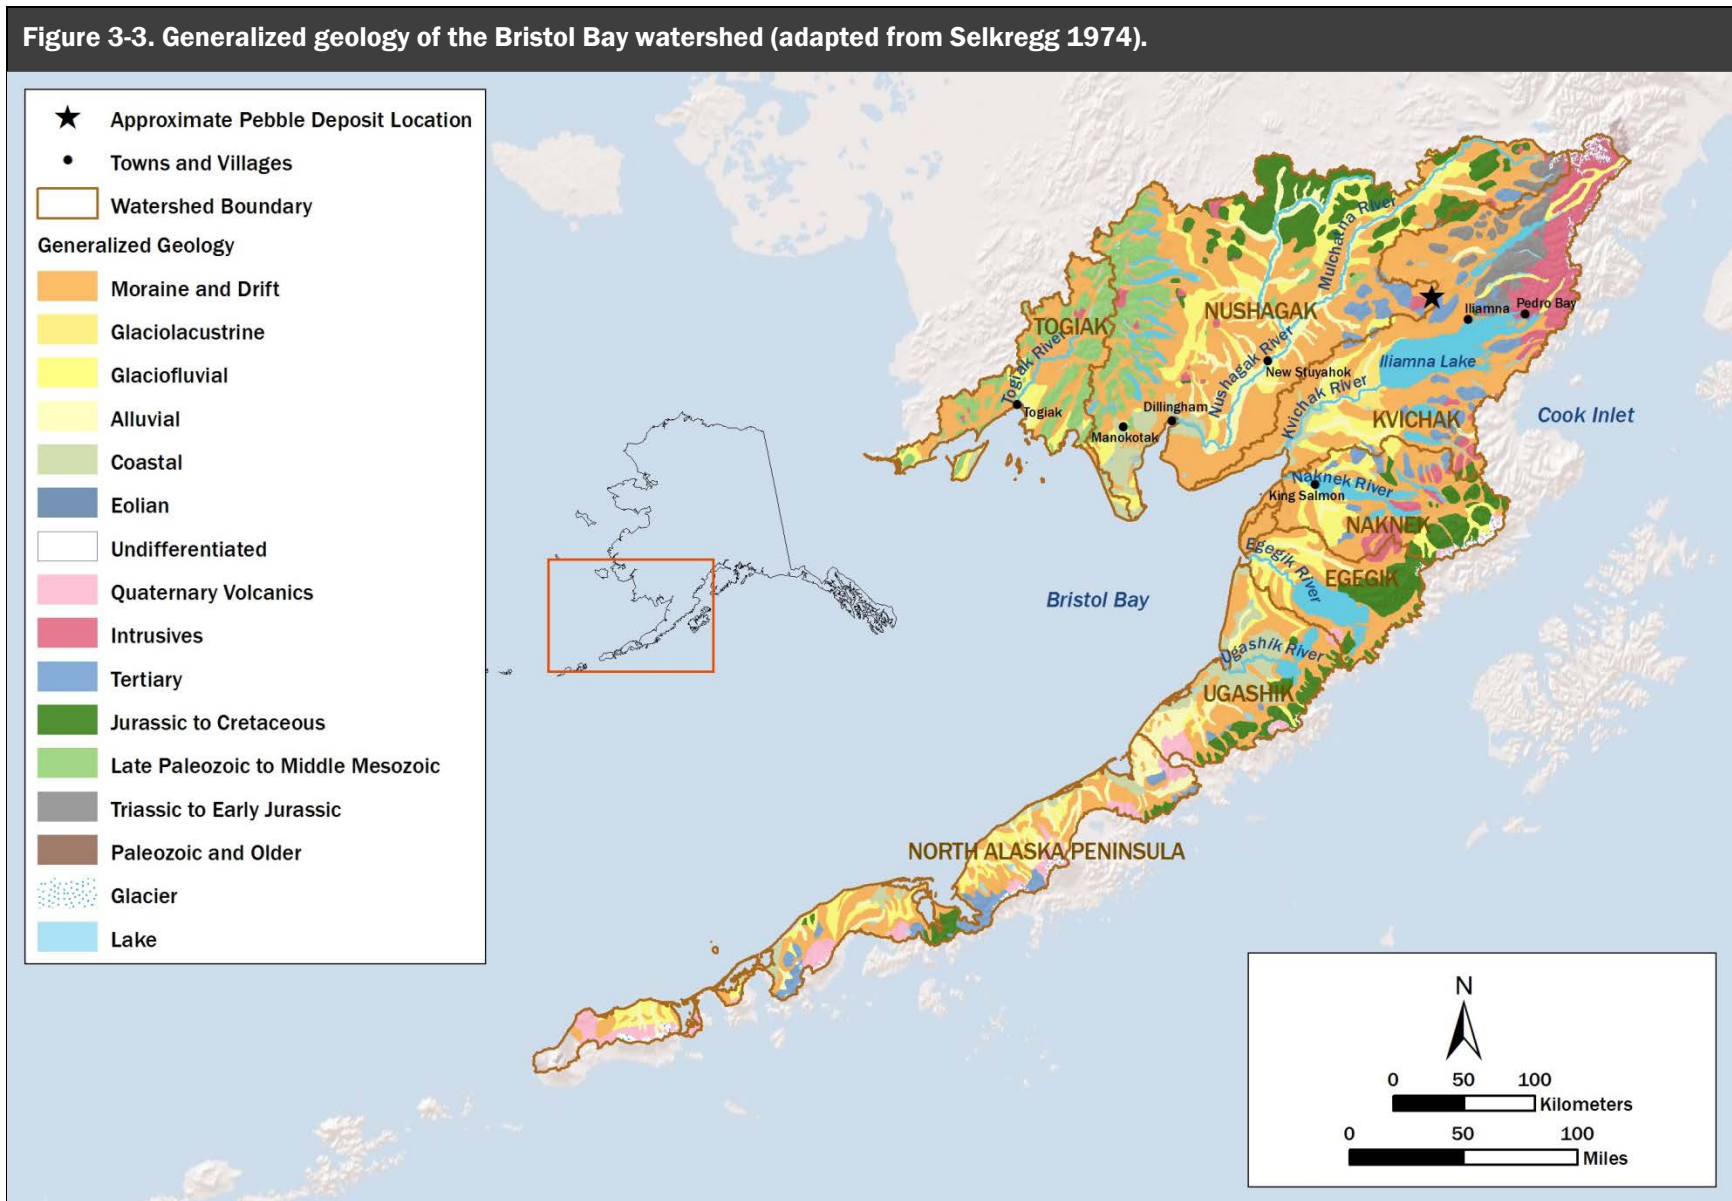 Figure 3-3. Generalized geology of the Bristol Bay watershed (adapted from Selkregg 1974).
Approximate Pebble Deposit Location
Towns and Villages
Watershed Boundary
Generalized Geology
Moraine and Drift
Glaciolacustrine
Glaciofluvial
Alluvial
Coastal
Eolian
Undifferentiated
Quaternary Volcanics
Intrusives
Tertiary
Jurassic to Cretaceous
Late Paleozoic to Middle Mesozoic
Triassic to Early Jurassic
Paleozoic and Older
Glacier
Lake
Mulchatna River
NUSHAGAK
TOGIAK
Togiak River
Nushagak River
Iliamna
Pedro Bay
Iliamna Lake
New Stuyahok
Kvichak River
KVICHAK
Cook Inlet
Togiak
Dillingham
Manokotak
Naknek River
King Salmon
NAKNEK
Egegik River
EGEGIK
Bristol Bay
Ugashik River
UGASHIK
NORTH ALASKA PENINSULA
N
0 50 100
Kilometers
0 50 100
Miles